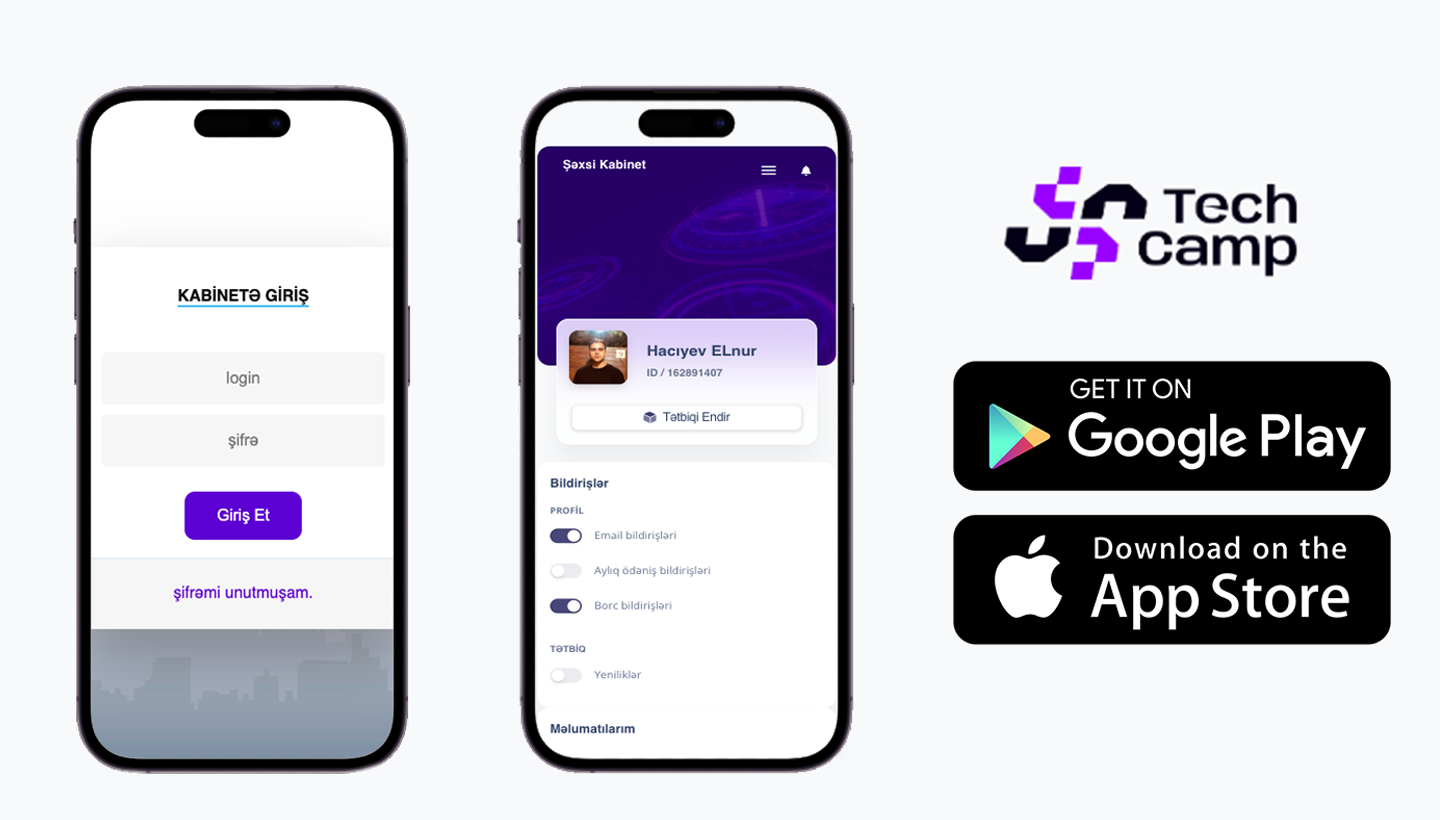 KABİNETƏ GİRİŞ
login
şifrə
Giriş Et
şifrəmi unutmuşam.
Şəxsi Kabinet
Hacıyev ELnur
ID / 162891407
Tətbiqi Endir
Bildirişlər
PROFİL
Email bildirişləri
Aylıq ödəniş bildirişləri
Borc bildirişləri
TƏTBİQ
Yeniliklər
Məlumatılarım
Tech
Camp
GET IT ON
Google Play
Download on the
App Store